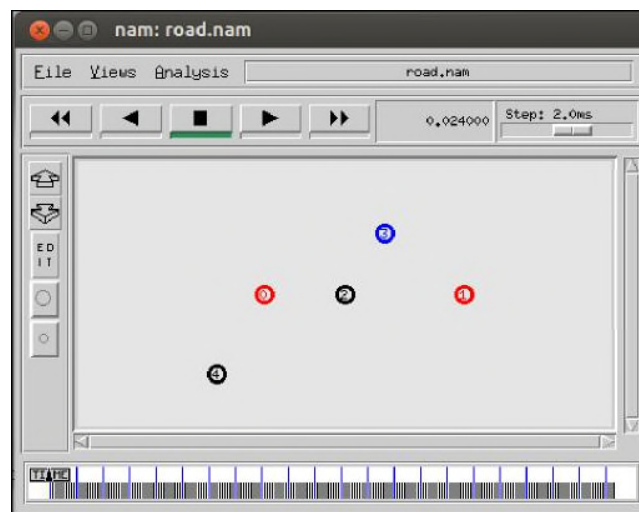 nam: road.nam
File Views Analysis road.nam
0.024000 Step: 2.0ms
E D
I T
3
0 2 1
4
TIME